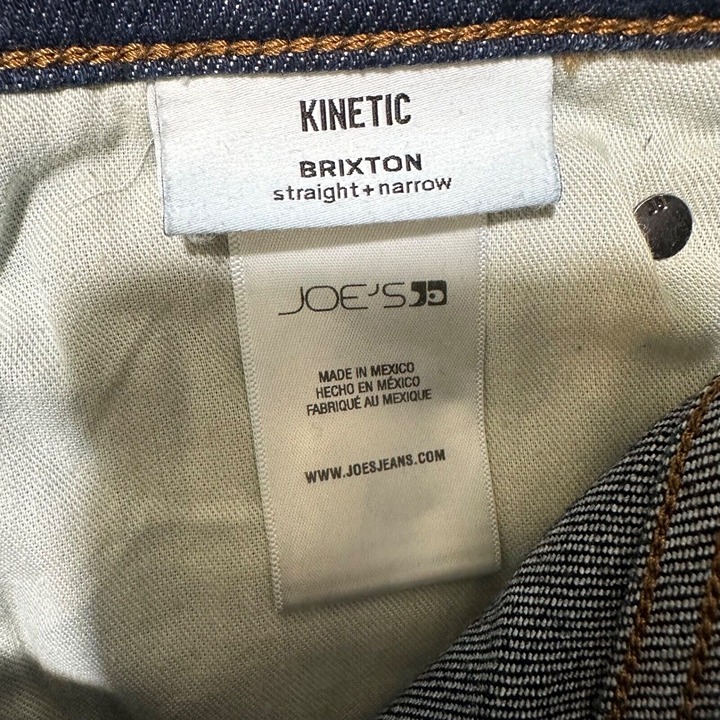 KINETIC
BRIXTON
straight+narrow
JOE'S
MADE IN MEXICO
HECHO EN MÉXICO
FABRIQUÉ AU MEXIQUE
WWW.JOESJEANS.COM